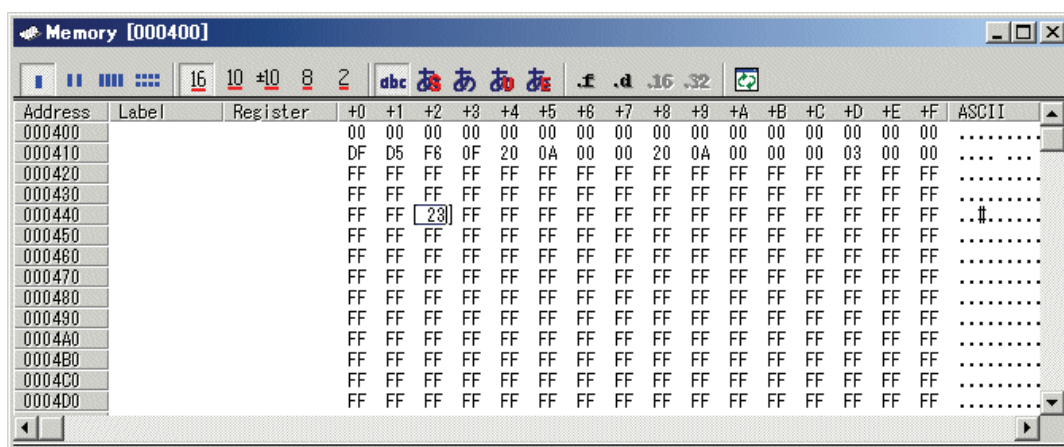 Memory [000400]
16 10 ±10 8 2 abc あS あ あD あE .f .d .16 .32
Address Label Register +0 +1 +2 +3 +4 +5 +6 +7 +8 +9 +A +B +C +D +E +F ASCII
000400 00 00 00 00 00 00 00 00 00 00 00 00 00 00 00 00 .........
000410 DF D5 F6 0F 20 0A 00 00 20 0A 00 00 00 03 00 00 .... ...
000420 FF FF FF FF FF FF FF FF FF FF FF FF FF FF FF FF .........
000430 FF FF FF FF FF FF FF FF FF FF FF FF FF FF FF FF .........
000440 FF FF 23 FF FF FF FF FF FF FF FF FF FF FF FF FF ..#......
000450 FF FF FF FF FF FF FF FF FF FF FF FF FF FF FF FF .........
000460 FF FF FF FF FF FF FF FF FF FF FF FF FF FF FF FF .........
000470 FF FF FF FF FF FF FF FF FF FF FF FF FF FF FF FF .........
000480 FF FF FF FF FF FF FF FF FF FF FF FF FF FF FF FF .........
000490 FF FF FF FF FF FF FF FF FF FF FF FF FF FF FF FF .........
0004A0 FF FF FF FF FF FF FF FF FF FF FF FF FF FF FF FF .........
0004B0 FF FF FF FF FF FF FF FF FF FF FF FF FF FF FF FF .........
0004C0 FF FF FF FF FF FF FF FF FF FF FF FF FF FF FF FF .........
0004D0 FF FF FF FF FF FF FF FF FF FF FF FF FF FF FF FF .........